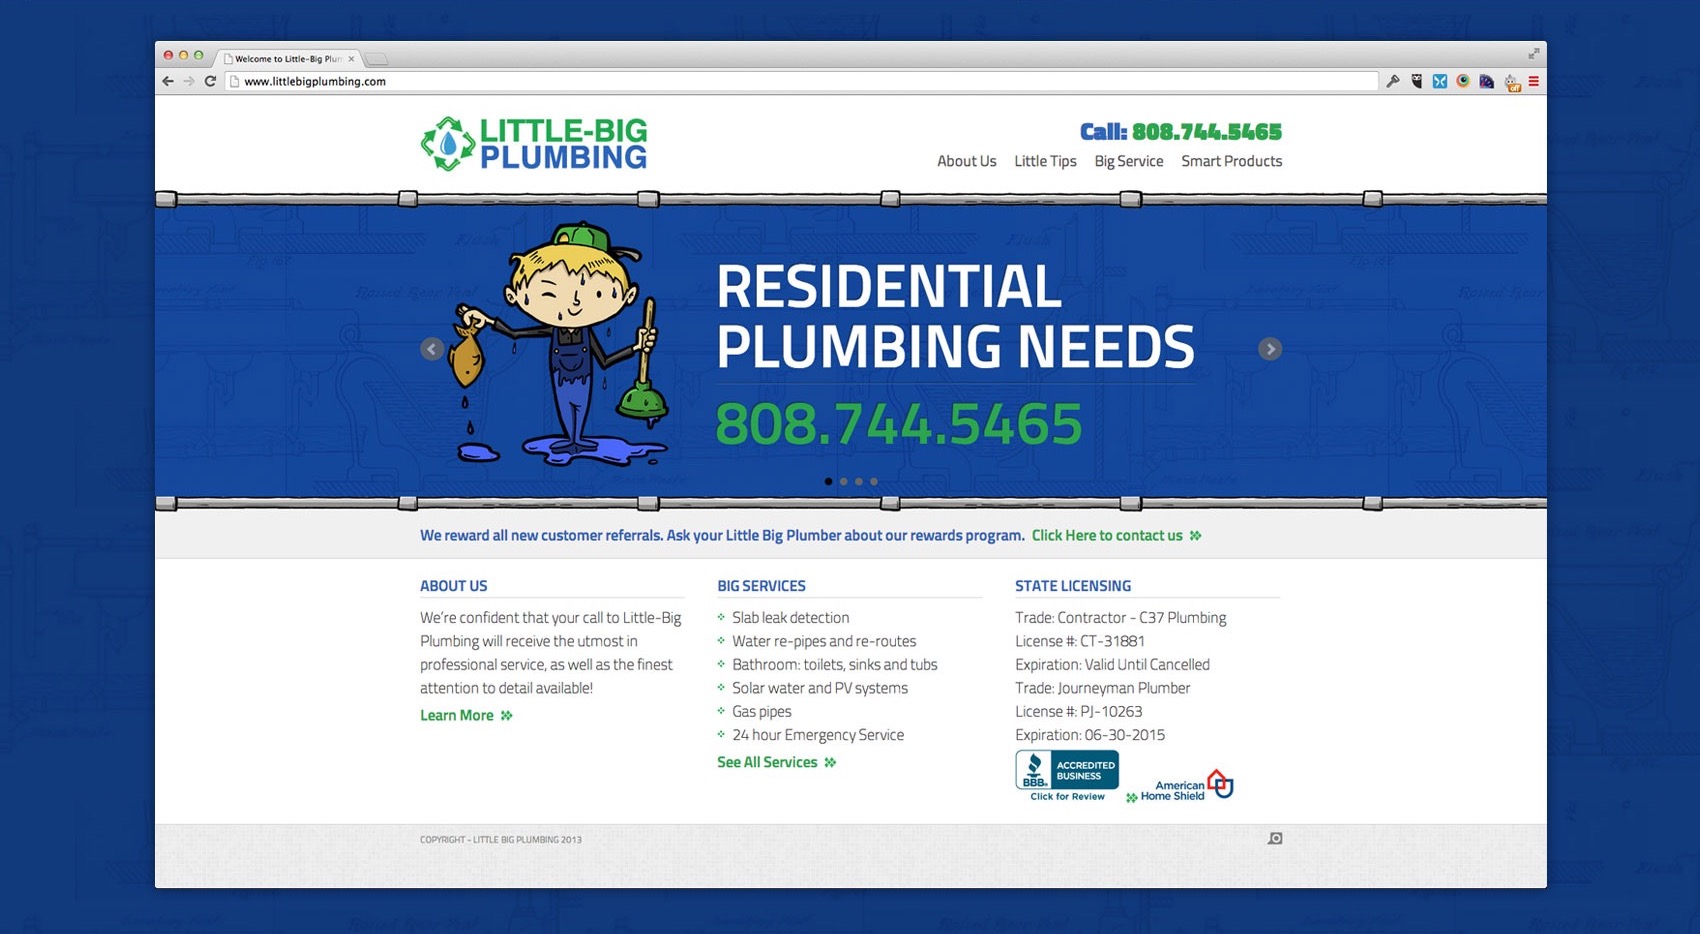 Welcome to Little-Big Plum
www.littlebigplumbing.com
off
LITTLE-BIG
PLUMBING
Call: 808.744.5465
About Us Little Tips Big Service Smart Products
RESIDENTIAL
PLUMBING NEEDS
808.744.5465
We reward all new customer referrals. Ask your Little Big Plumber about our rewards program. Click Here to contact us
ABOUT US
We're confident that your call to Little-Big
Plumbing will receive the utmost in
professional service, as well as the finest
attention to detail available!
Learn More
BIG SERVICES
Slab leak detection
Water re-pipes and re-routes
Bathroom: toilets, sinks and tubs
Solar water and PV systems
Gas pipes
24 hour Emergency Service
See All Services
STATE LICENSING
Trade: Contractor - C37 Plumbing
License #: CT-31881
Expiration: Valid Until Cancelled
Trade: Journeyman Plumber
License #: PJ-10263
Expiration: 06-30-2015
BBB.
ACCREDITED
BUSINESS
Click for Review
American
Home Shield
COPYRIGHT - LITTLE BIG PLUMBING 2013